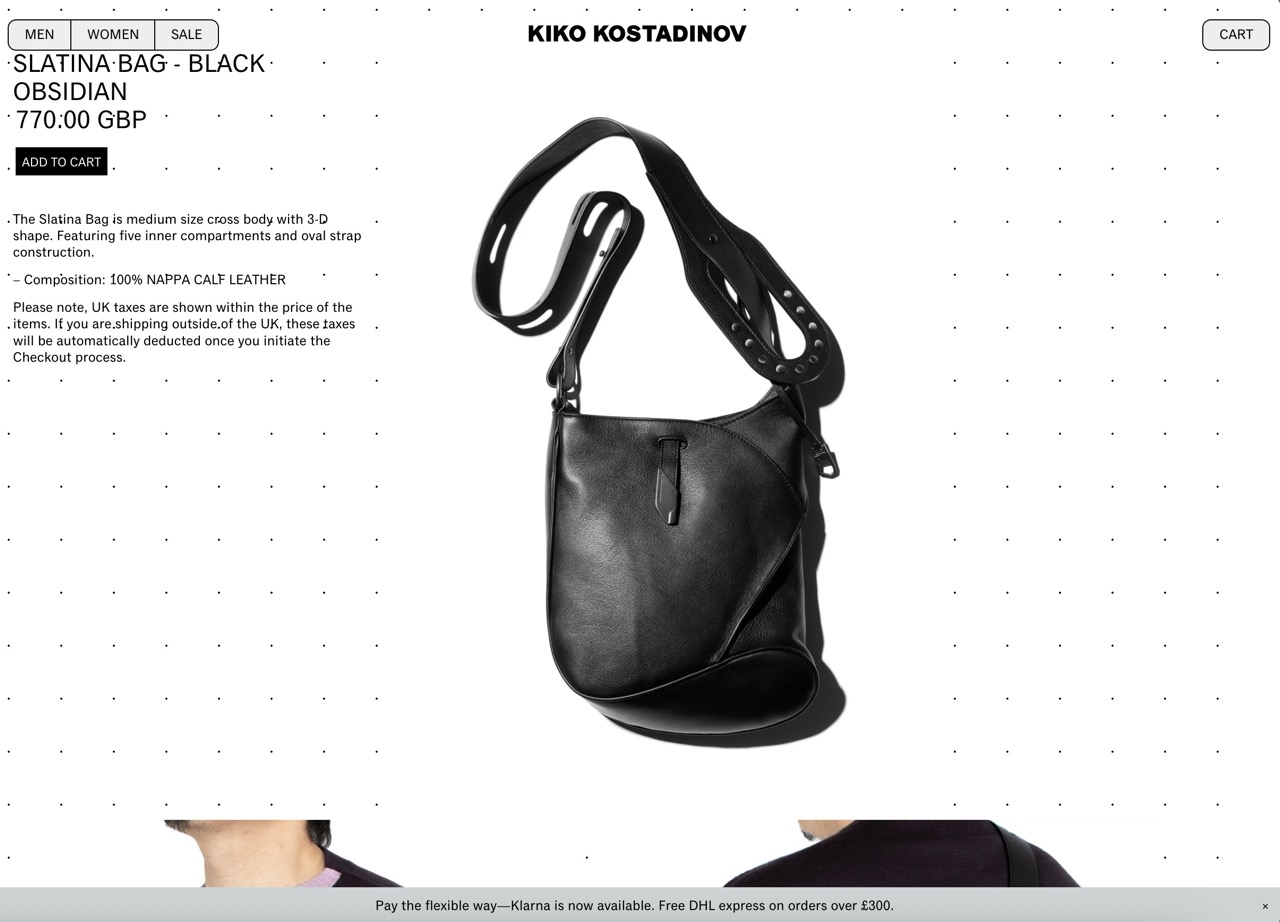 MEN WOMEN SALE
KIKO KOSTADINOV
CART
SLATINA BAG - BLACK
OBSIDIAN
770.00 GBP
ADD TO CART
The Slatina Bag is medium size cross body with 3-D
shape. Featuring five inner compartments and oval strap
construction.
– Composition: 100% NAPPA CALF LEATHER
Please note, UK taxes are shown within the price of the
items. If you are shipping outside of the UK, these taxes
will be automatically deducted once you initiate the
Checkout process.
Pay the flexible way—Klarna is now available. Free DHL express on orders over £300.
×